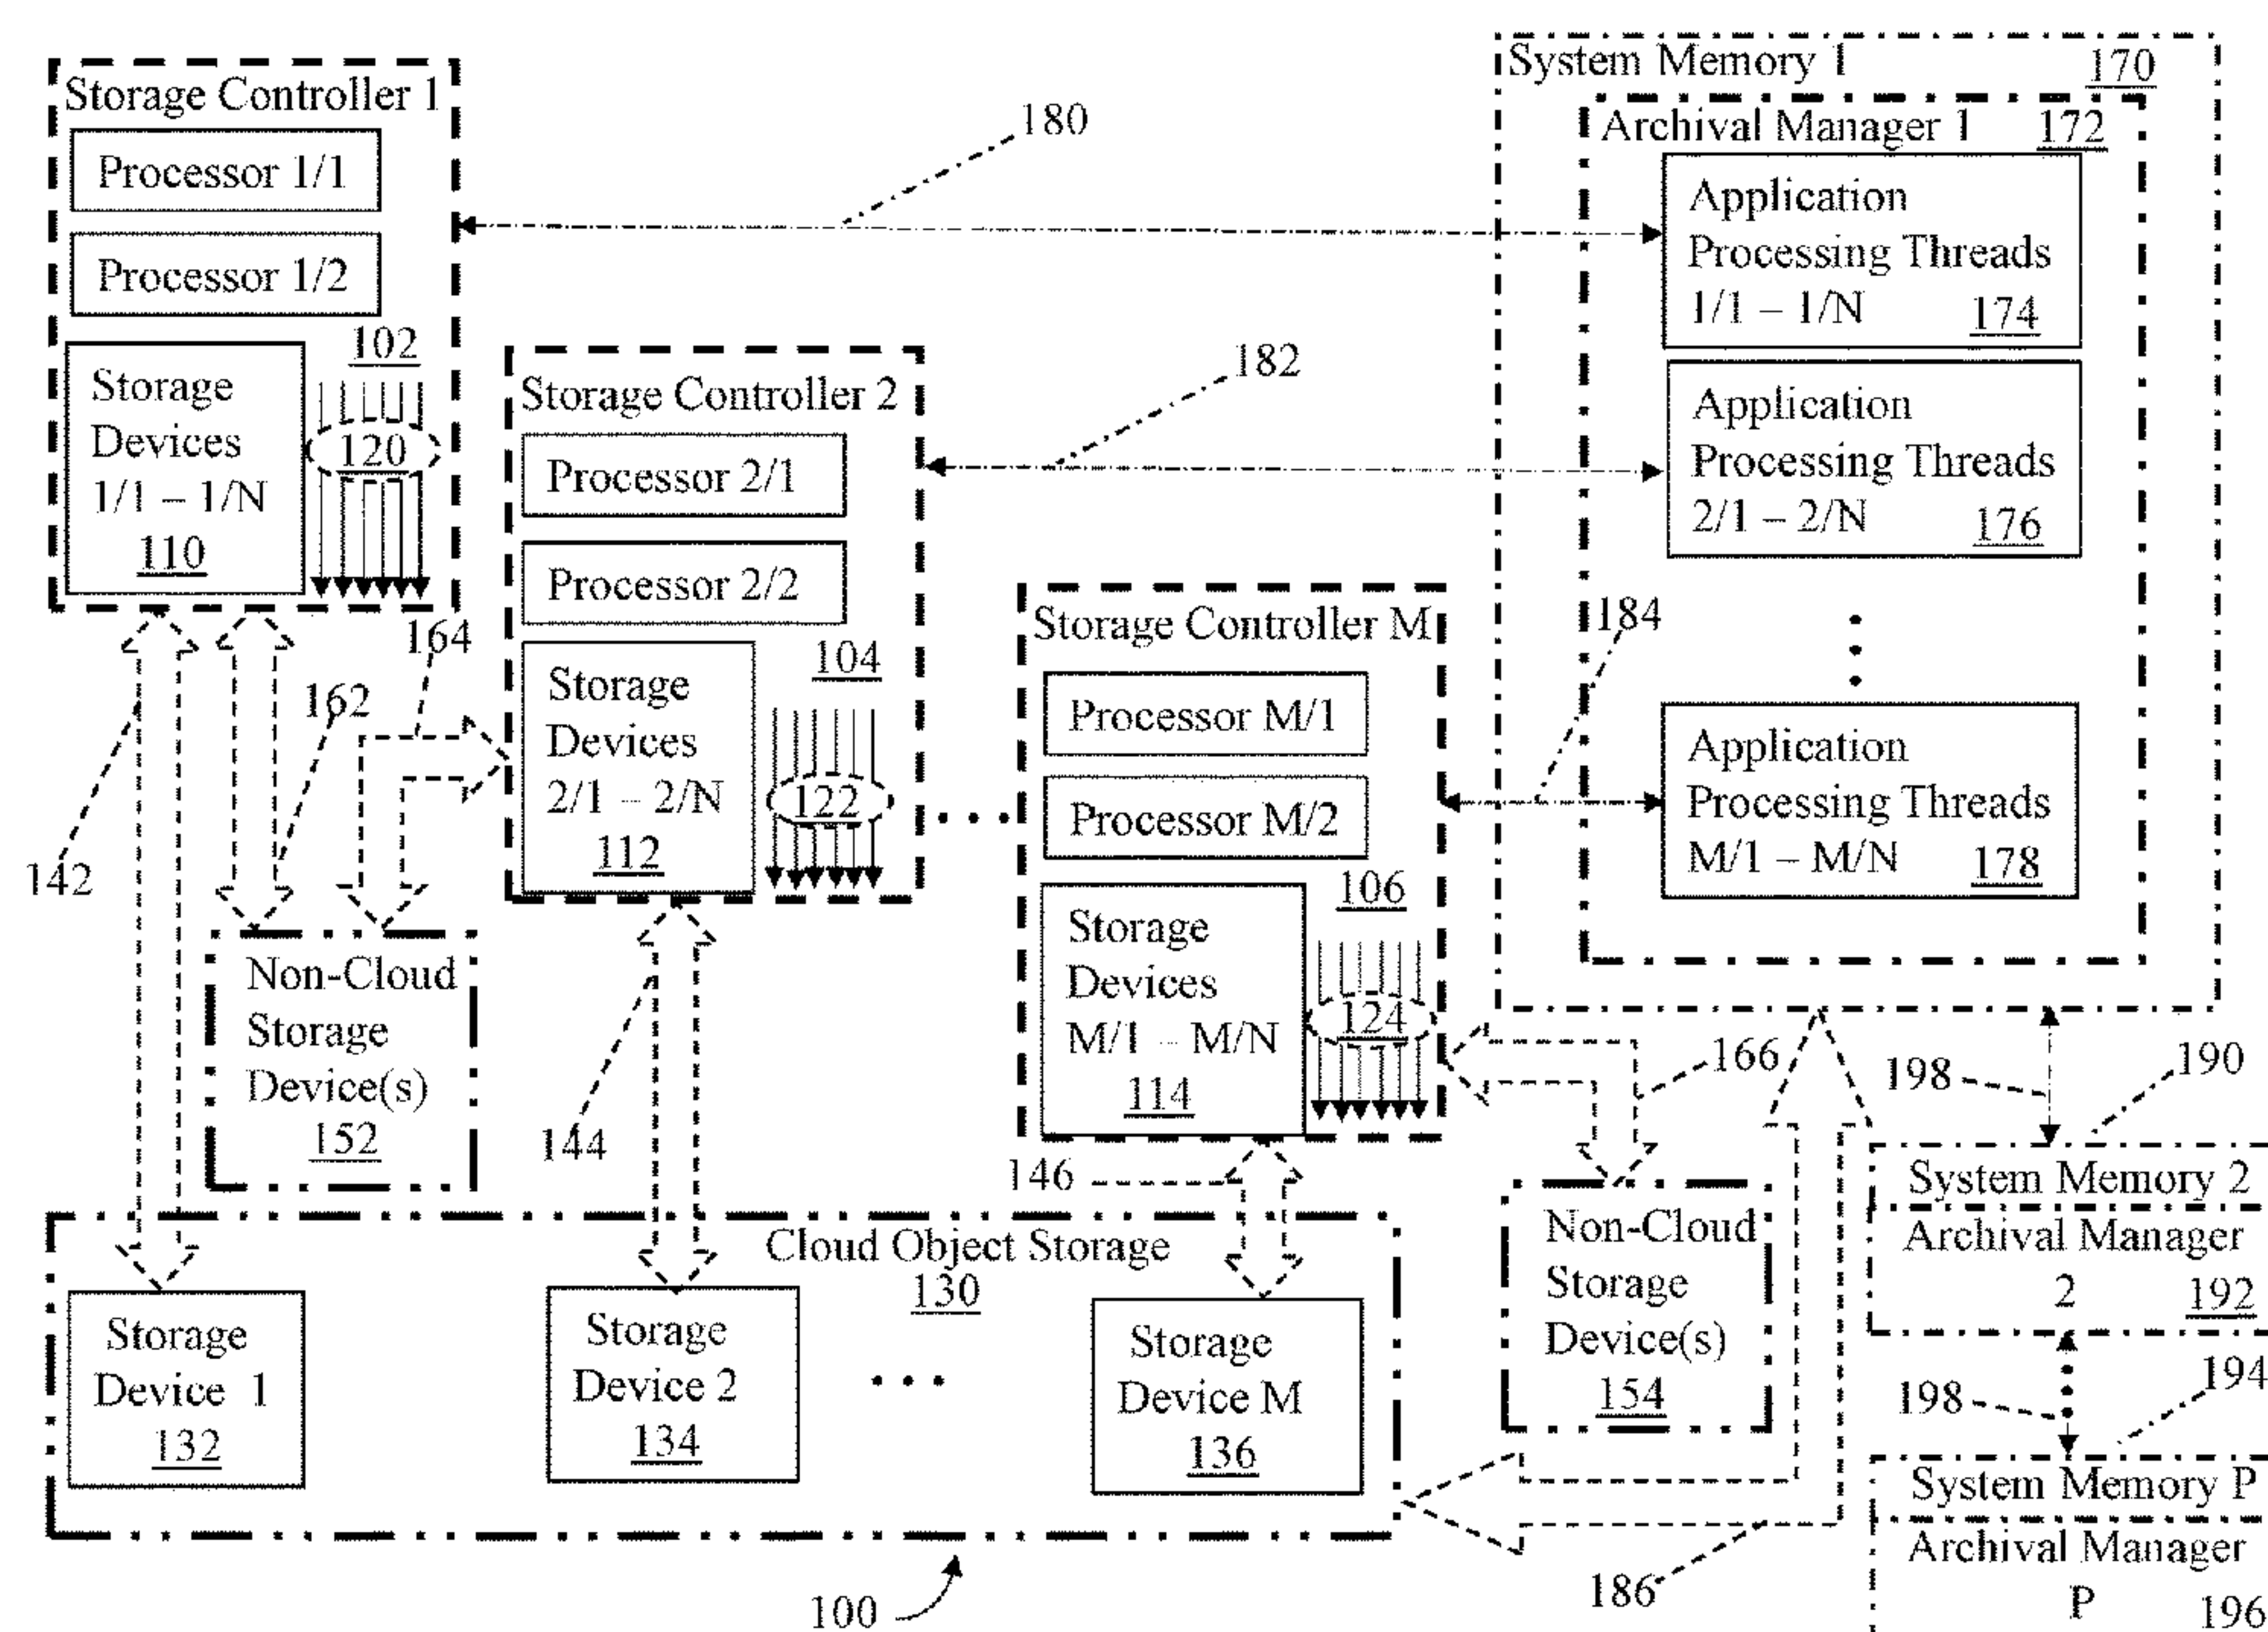 Storage Controller 1
Processor 1/1
Processor 1/2
102
Storage
Devices
1/1 – 1/N
110
120
180
System Memory 1
170
Archival Manager 1 172
Application
Processing Threads
1/1 – 1/N 174
Application
Processing Threads
2/1 – 2/N 176
Application
Processing Threads
M/1 – M/N 178
182
184
Storage Controller 2
Processor 2/1
Processor 2/2
104
Storage
Devices
2/1 – 2/N
112
122
Storage Controller M
Processor M/1
Processor M/2
106
Storage
Devices
M/1 – M/N
114
124
164
162
142
144
146
166
Non-Cloud
Storage
Device(s)
152
Cloud Object Storage
130
Storage
Device 1
132
Storage
Device 2
134
Storage
Device M
136
Non-Cloud
Storage
Device(s)
154
198
190
System Memory 2
Archival Manager
2 192
198
194
System Memory P
Archival Manager
P 196
186
100